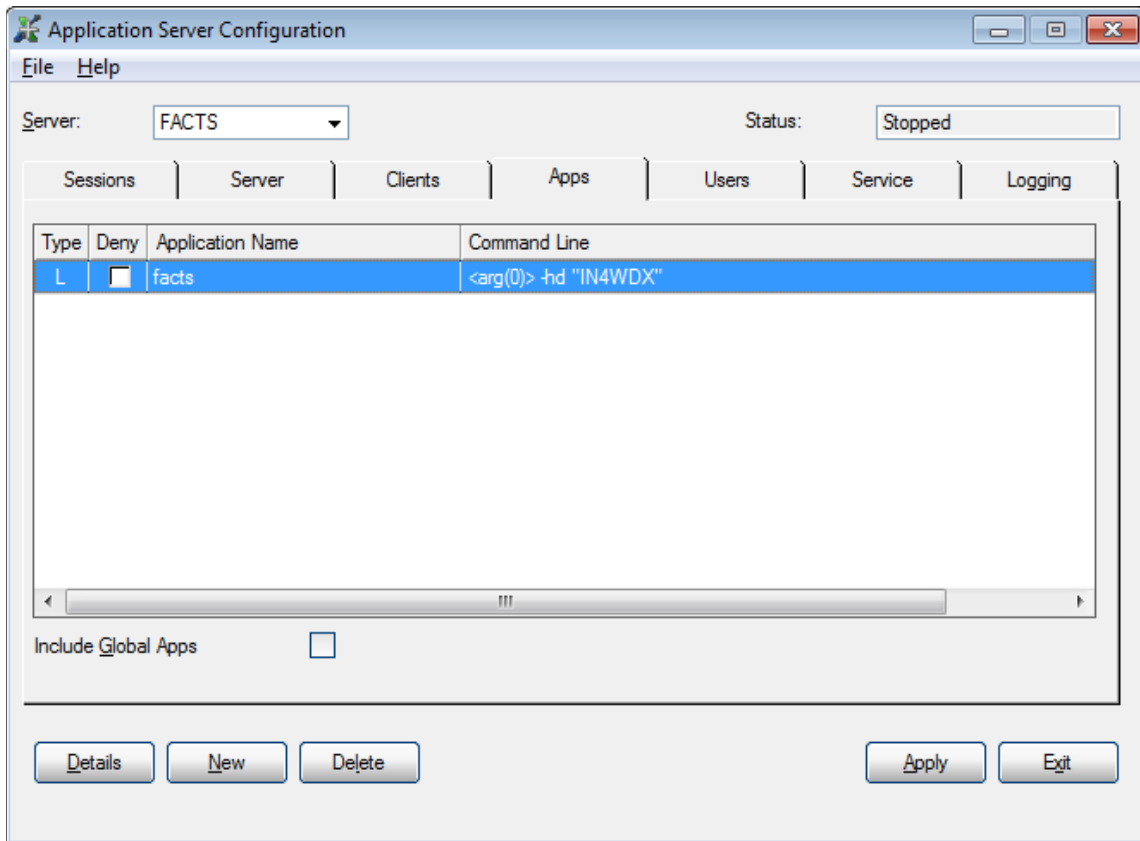 Application Server Configuration
File Help
Server: FACTS Status: Stopped
Sessions Server Clients Apps Users Service Logging
Type Deny Application Name Command Line
L facts <arg(0)> -hd "IN4WDX"
Include Global Apps
Details New Delete Apply Exit